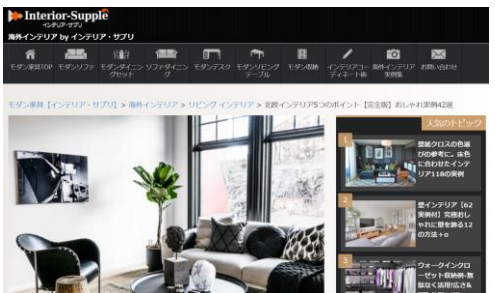 Interior-Supple
インテリア・サプリ
海外インテリア by インテリア・サプリ
モダン家具TOP
モダンソファ
モダンダイニングセット
ソファダイニング
モダンデスク
モダンリビングテーブル
モダン収納
インテリアコーディネート術
海外インテリア実例集
お問い合わせ
モダン家具【インテリア・サプリ】 > 海外インテリア > リビング インテリア > 北欧インテリア5つのポイント【完全版】おしゃれ実例42選
人気のトピック
1
壁紙クロスの色選
びの参考に。床色
に合わせたインテ
リア118の実例
2
壁インテリア【62
実例付】究極おし
ゃれに壁を飾る12
の方法+α
3
ウォークインクロ
ーゼット収納例-無
駄なく活用!広さ&